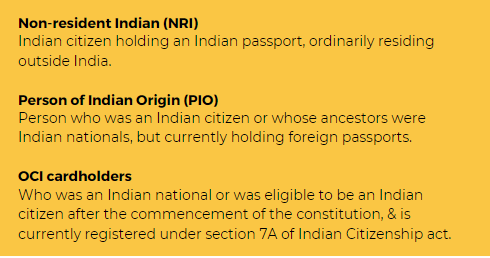 Non-resident Indian (NRI)
Indian citizen holding an Indian passport, ordinarily residing
outside India.
Person of Indian Origin (PIO)
Person who was an Indian citizen or whose ancestors were
Indian nationals, but currently holding foreign passports.
OCI cardholders
Who was an Indian national or was eligible to be an Indian
citizen after the commencement of the constitution, & is
currently registered under section 7A of Indian Citizenship act.